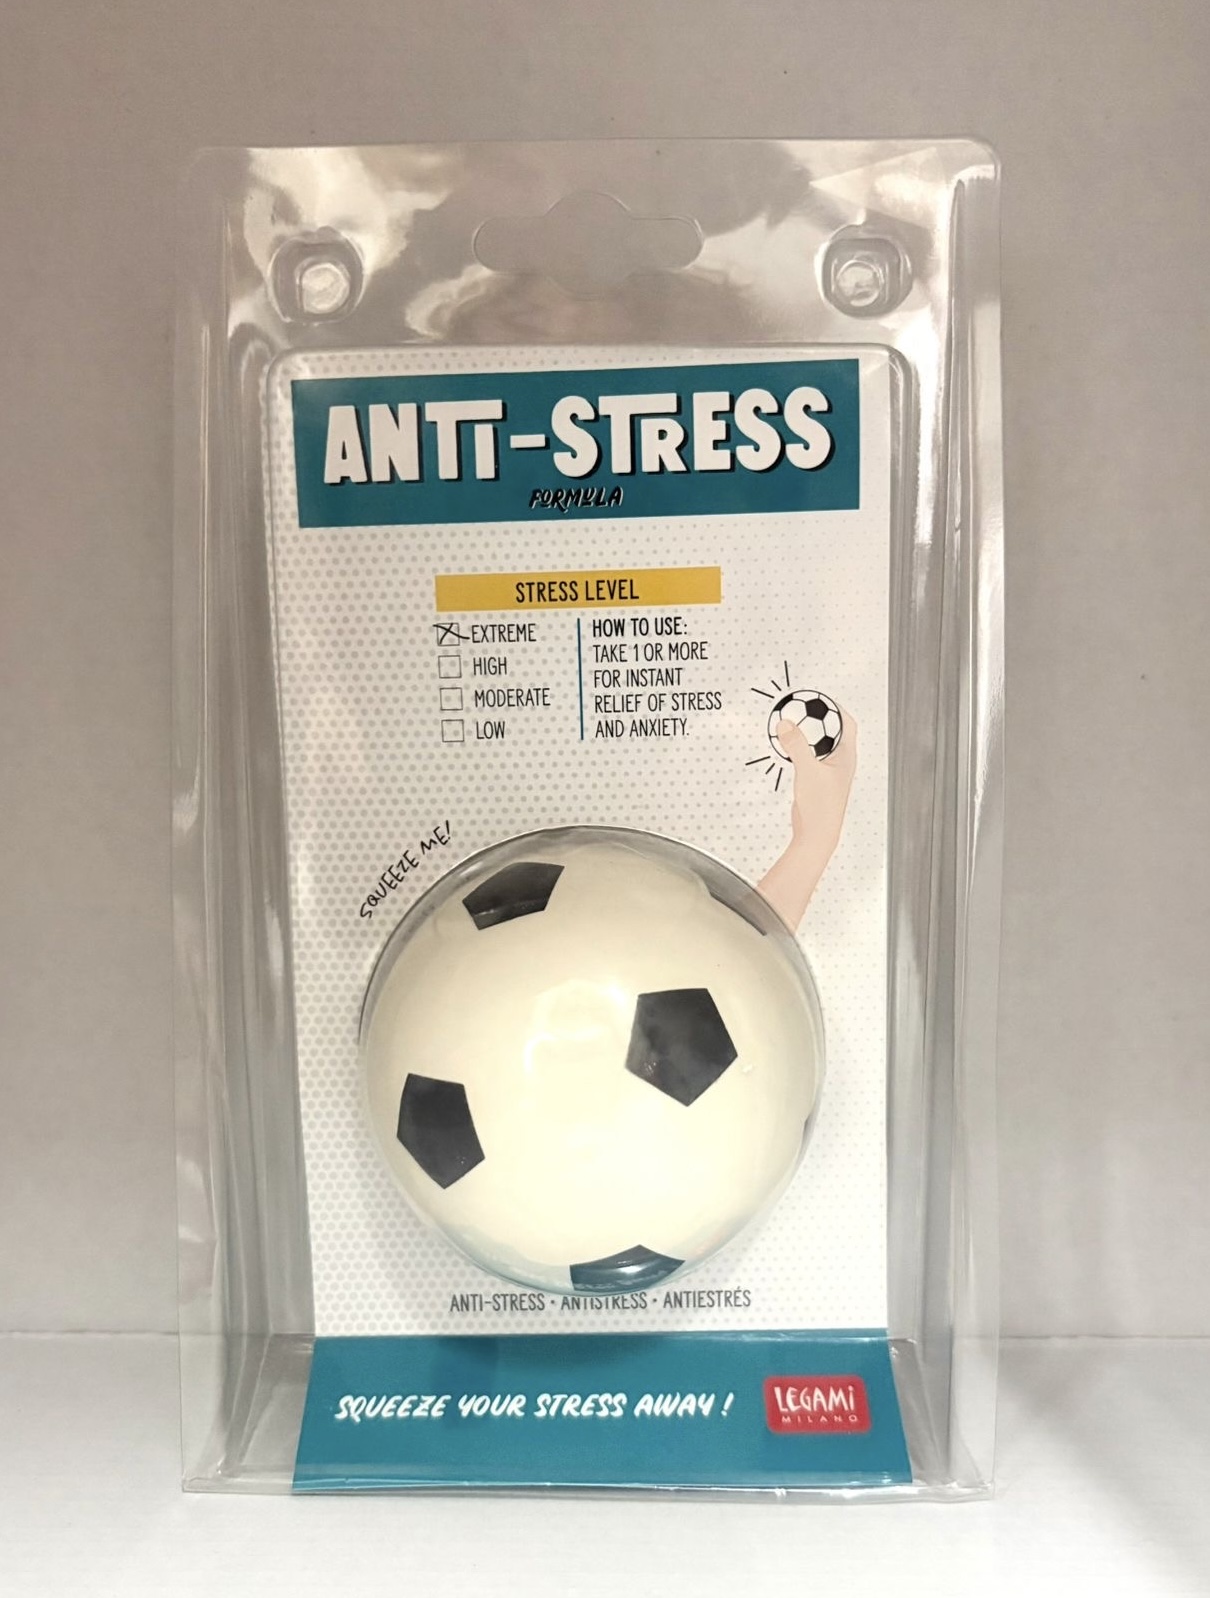 ANTI-STRESS
FORMULA
STRESS LEVEL
EXTREME
HIGH
MODERATE
LOW
HOW TO USE:
TAKE 1 OR MORE
FOR INSTANT
RELIEF OF STRESS
AND ANXIETY.
SQUEEZE ME!
ANTI-STRESS • ANTISTRESS • ANTIESTRÉS
SQUEEZE YOUR STRESS AWAY!
LEGAMI
MILANO